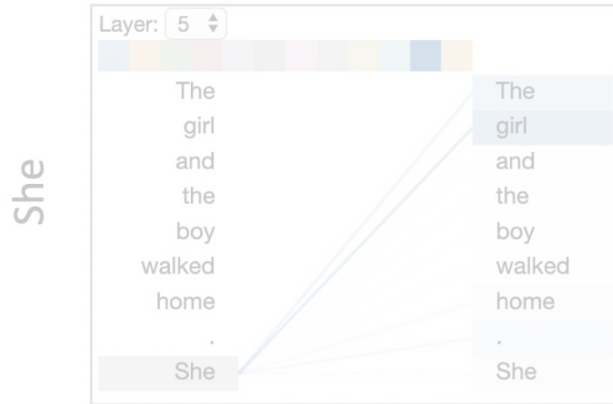 Layer: 5
She
The The
girl girl
and and
the the
boy boy
walked walked
home home
. .
She She